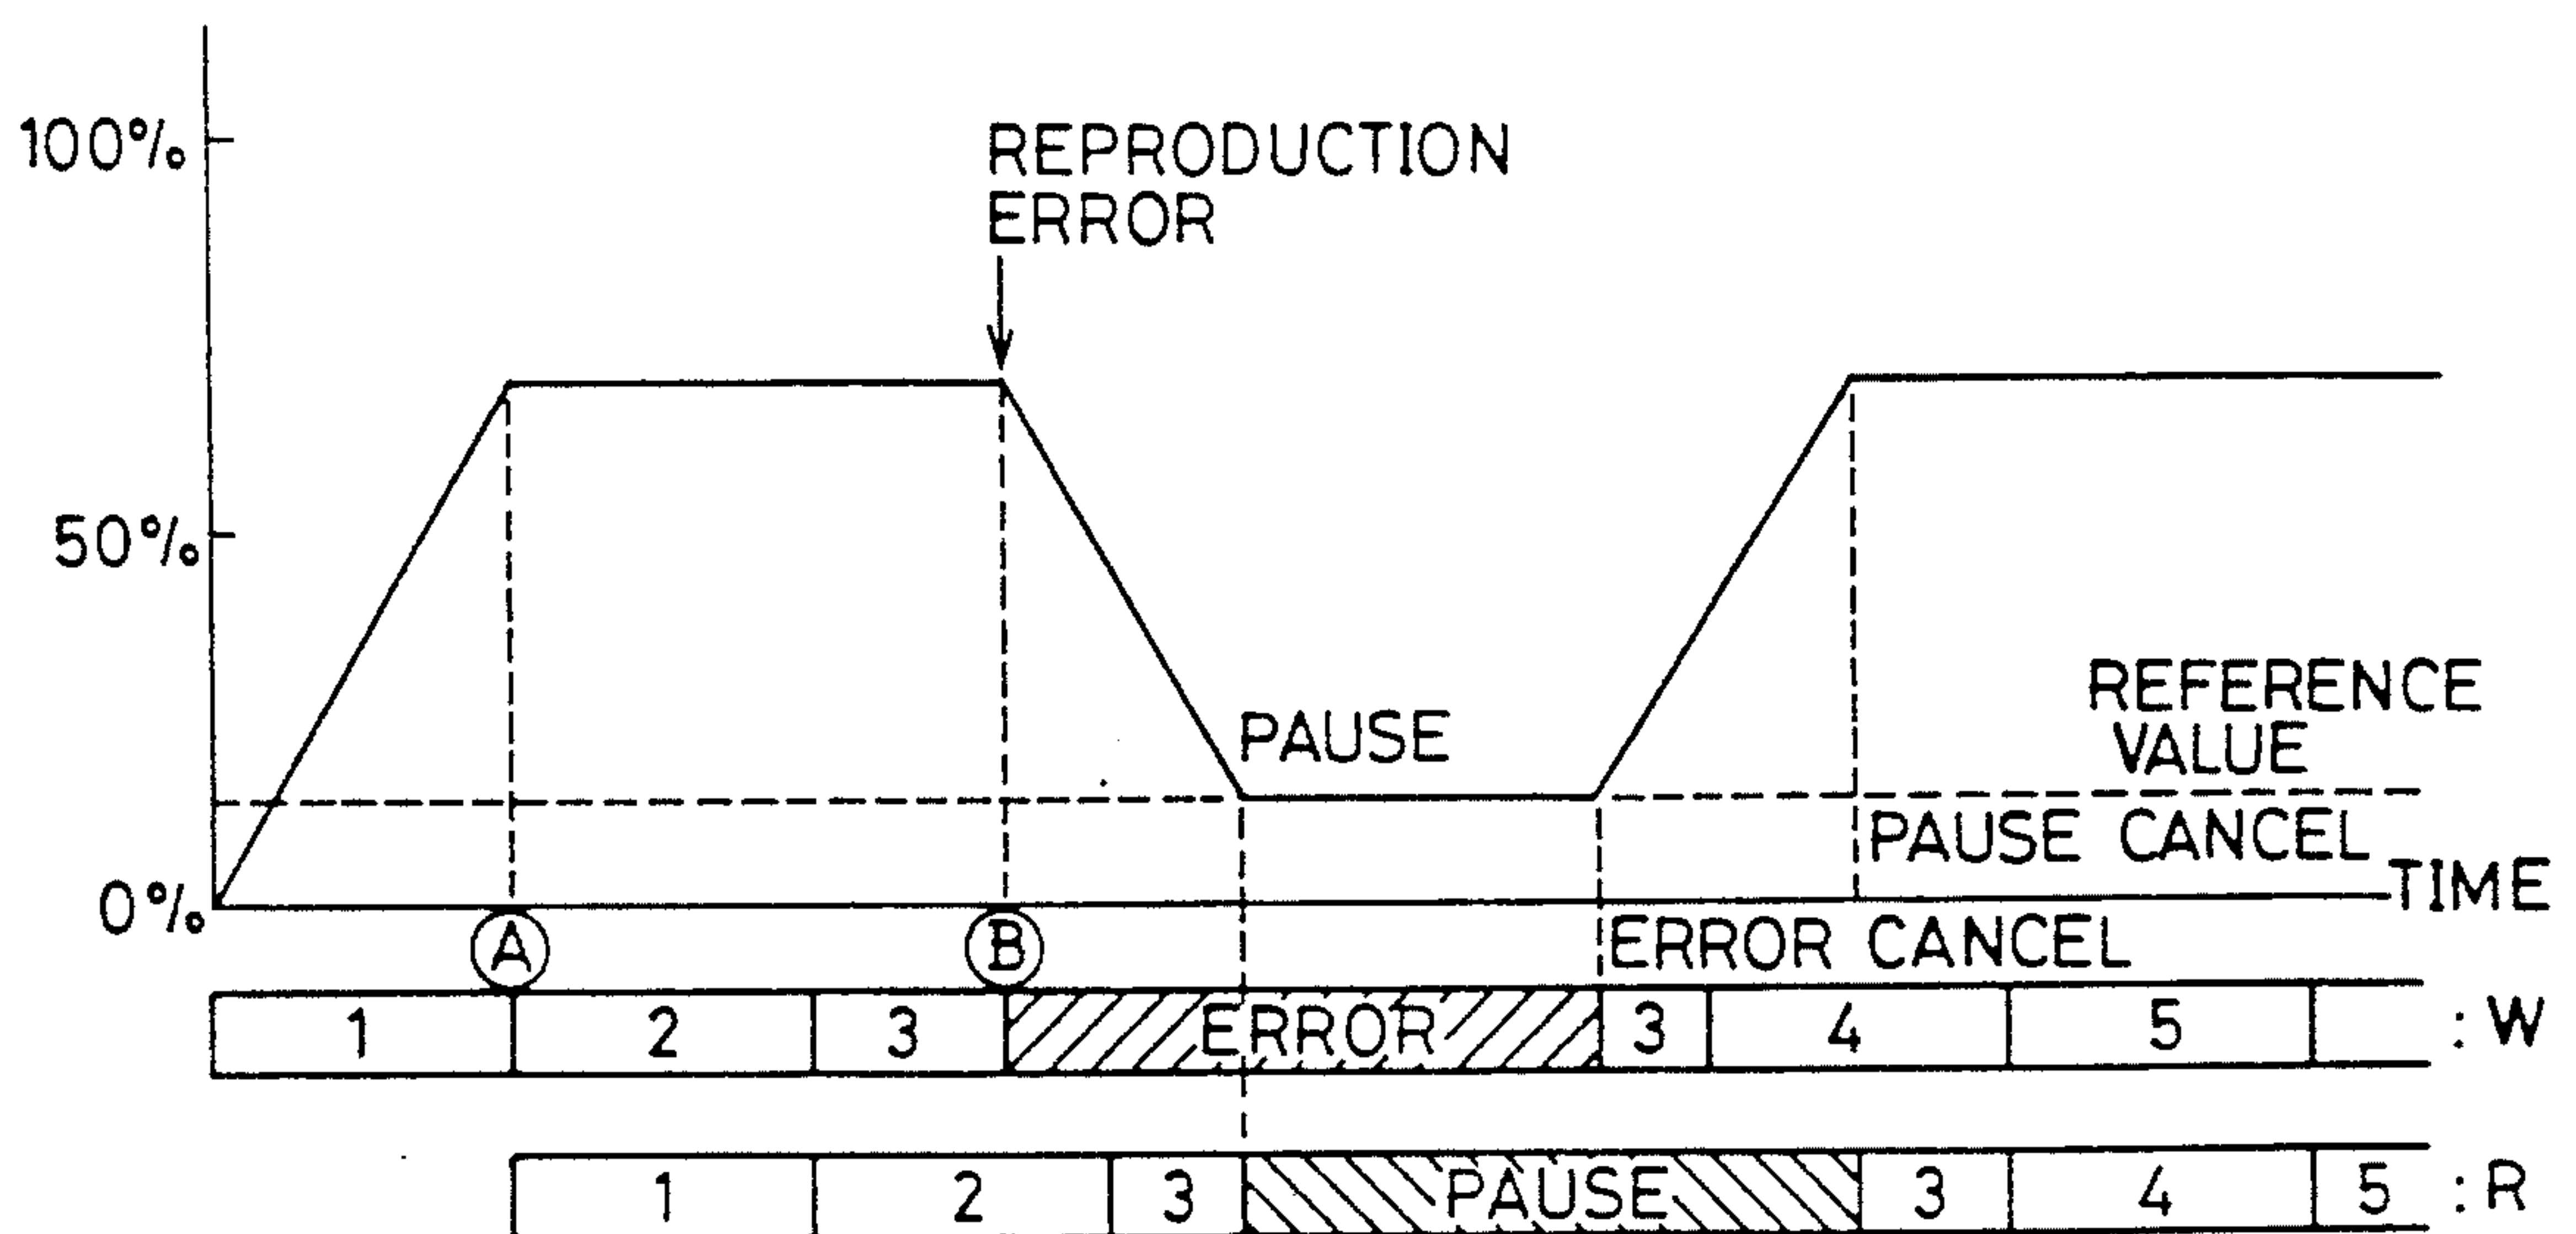 100%
REPRODUCTION
ERROR
50%
PAUSE
REFERENCE
VALUE
PAUSE CANCEL
0%
TIME
A
B
ERROR CANCEL
1 2 3 ERROR 3 4 5 : W
1 2 3 PAUSE 3 4 5 : R